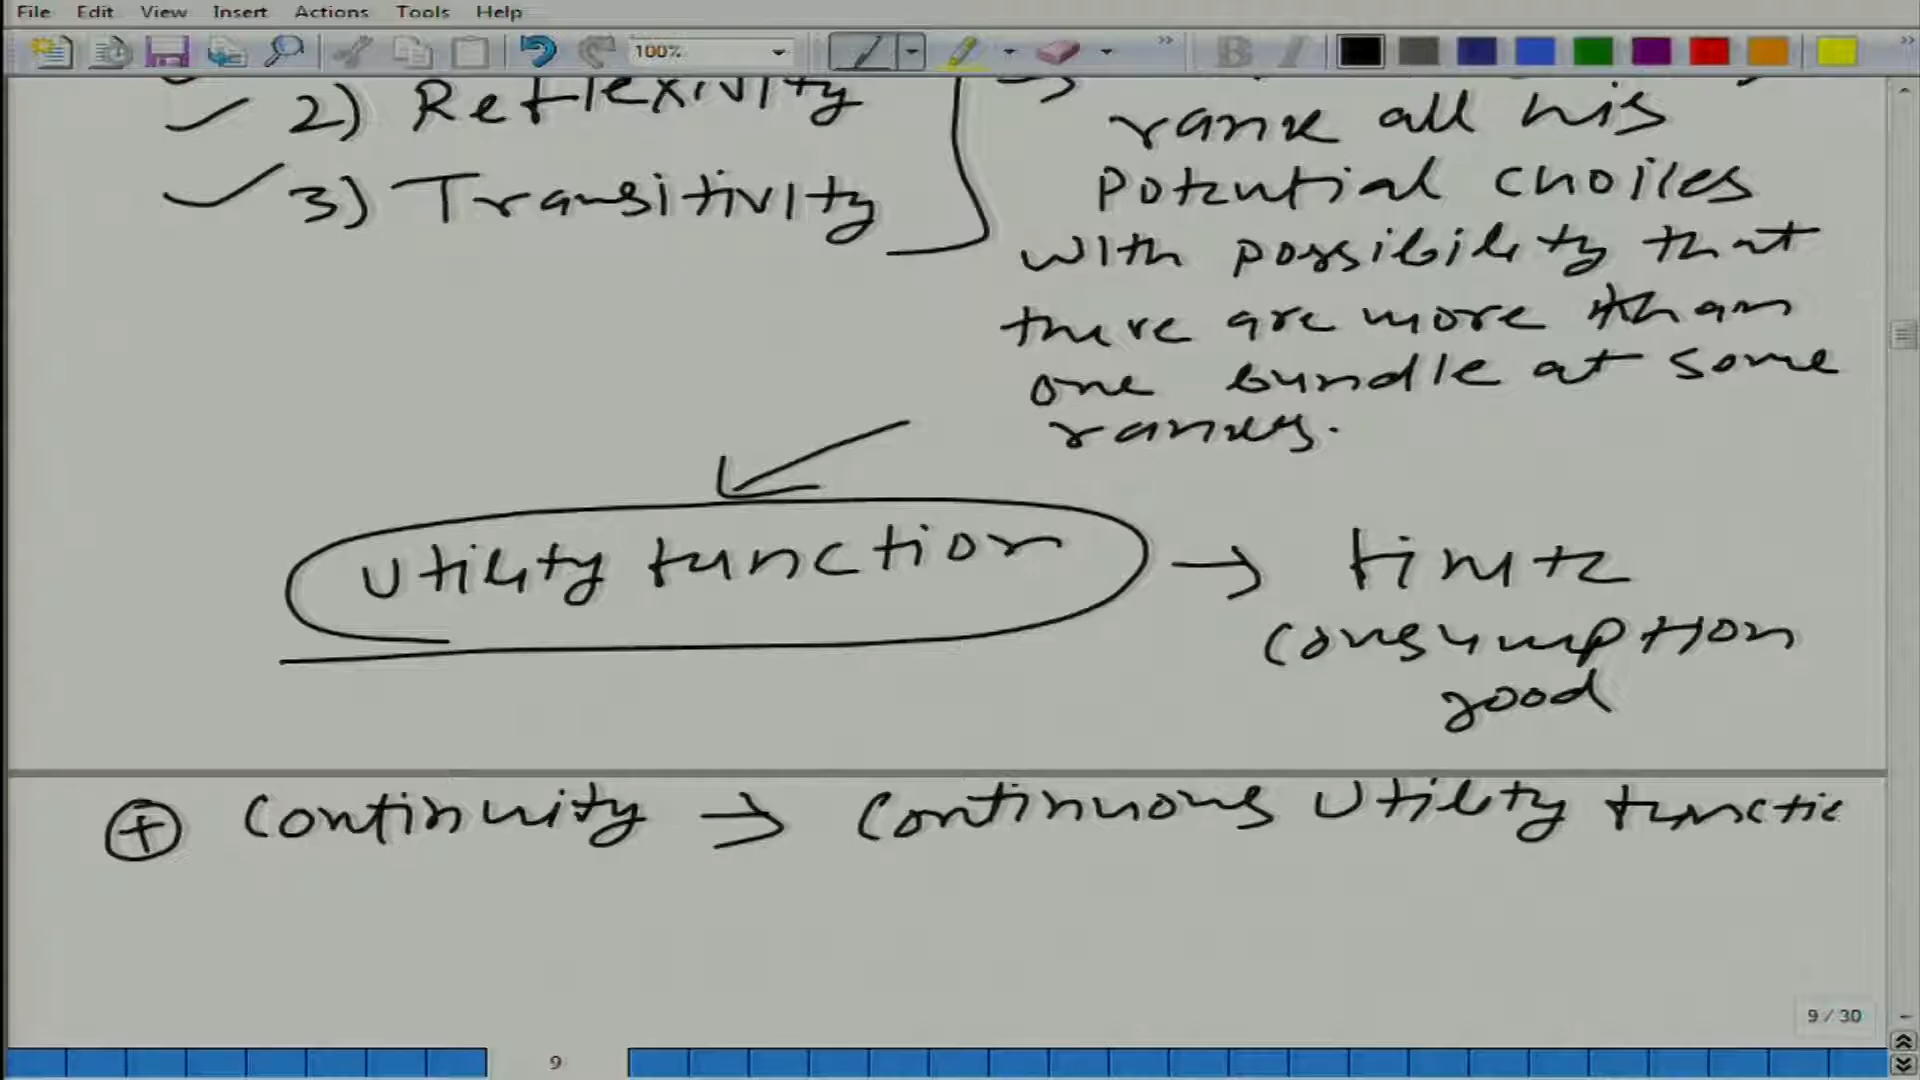 File Edit View Insert Actions Tools Help
100%
2) Reflexivity
rank all his
3) Transitivity
potential choices
with possibility that
there are more than
one bundle at some
ranks.
Utility function → finite
consumption
good
+ Continuity → Continuous Utility functio
9 / 30
9